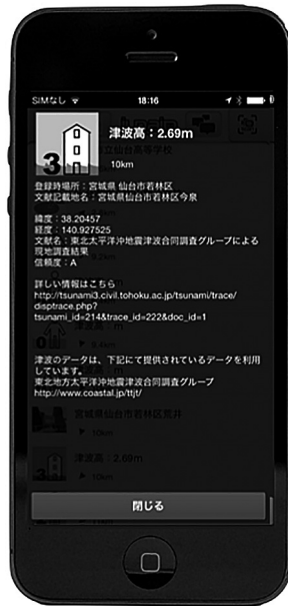 SIMなし
18:16
津波高：2.69m
3
10km
登録時場所：宮城県 仙台市若林区
文献記載地名：宮城県仙台市若林区今泉
緯度：38.20457
経度：140.927525
文献名：東北太平洋沖地震津波合同調査グループによる
現地調査結果
信頼度：A
詳しい情報はこちら
http://tsunami3.civil.tohoku.ac.jp/tsunami/trace/
disptrace.php?
tsunami_id=214&trace_id=222&doc_id=1
津波のデータは、下記にて提供されているデータを利用
しています。
東北地方太平洋沖地震津波合同調査グループ
http://www.coastal.jp/ttjt/
宮城県仙台市若林区荒井
10km
津波高：2.69m
3
10km
閉じる